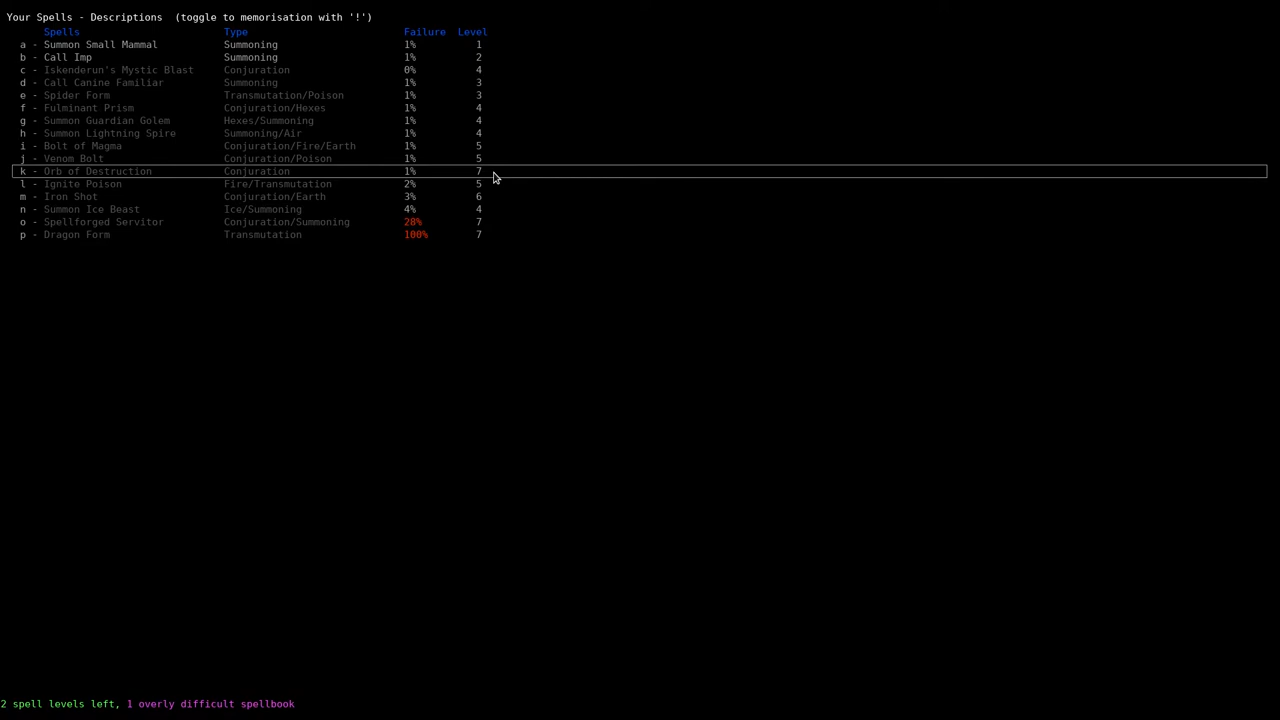 Your Spells - Descriptions  (toggle to memorisation with '!')
Spells Type Failure Level
a - Summon Small Mammal Summoning 1% 1
b - Call Imp Summoning 1% 2
c - Iskenderun's Mystic Blast Conjuration 0% 4
d - Call Canine Familiar Summoning 1% 3
e - Spider Form Transmutation/Poison 1% 3
f - Fulminant Prism Conjuration/Hexes 1% 4
g - Summon Guardian Golem Hexes/Summoning 1% 4
h - Summon Lightning Spire Summoning/Air 1% 4
i - Bolt of Magma Conjuration/Fire/Earth 1% 5
j - Venom Bolt Conjuration/Poison 1% 5
k - Orb of Destruction Conjuration 1% 7
l - Ignite Poison Fire/Transmutation 2% 5
m - Iron Shot Conjuration/Earth 3% 6
n - Summon Ice Beast Ice/Summoning 4% 4
o - Spellforged Servitor Conjuration/Summoning 28% 7
p - Dragon Form Transmutation 100% 7
2 spell levels left, 1 overly difficult spellbook